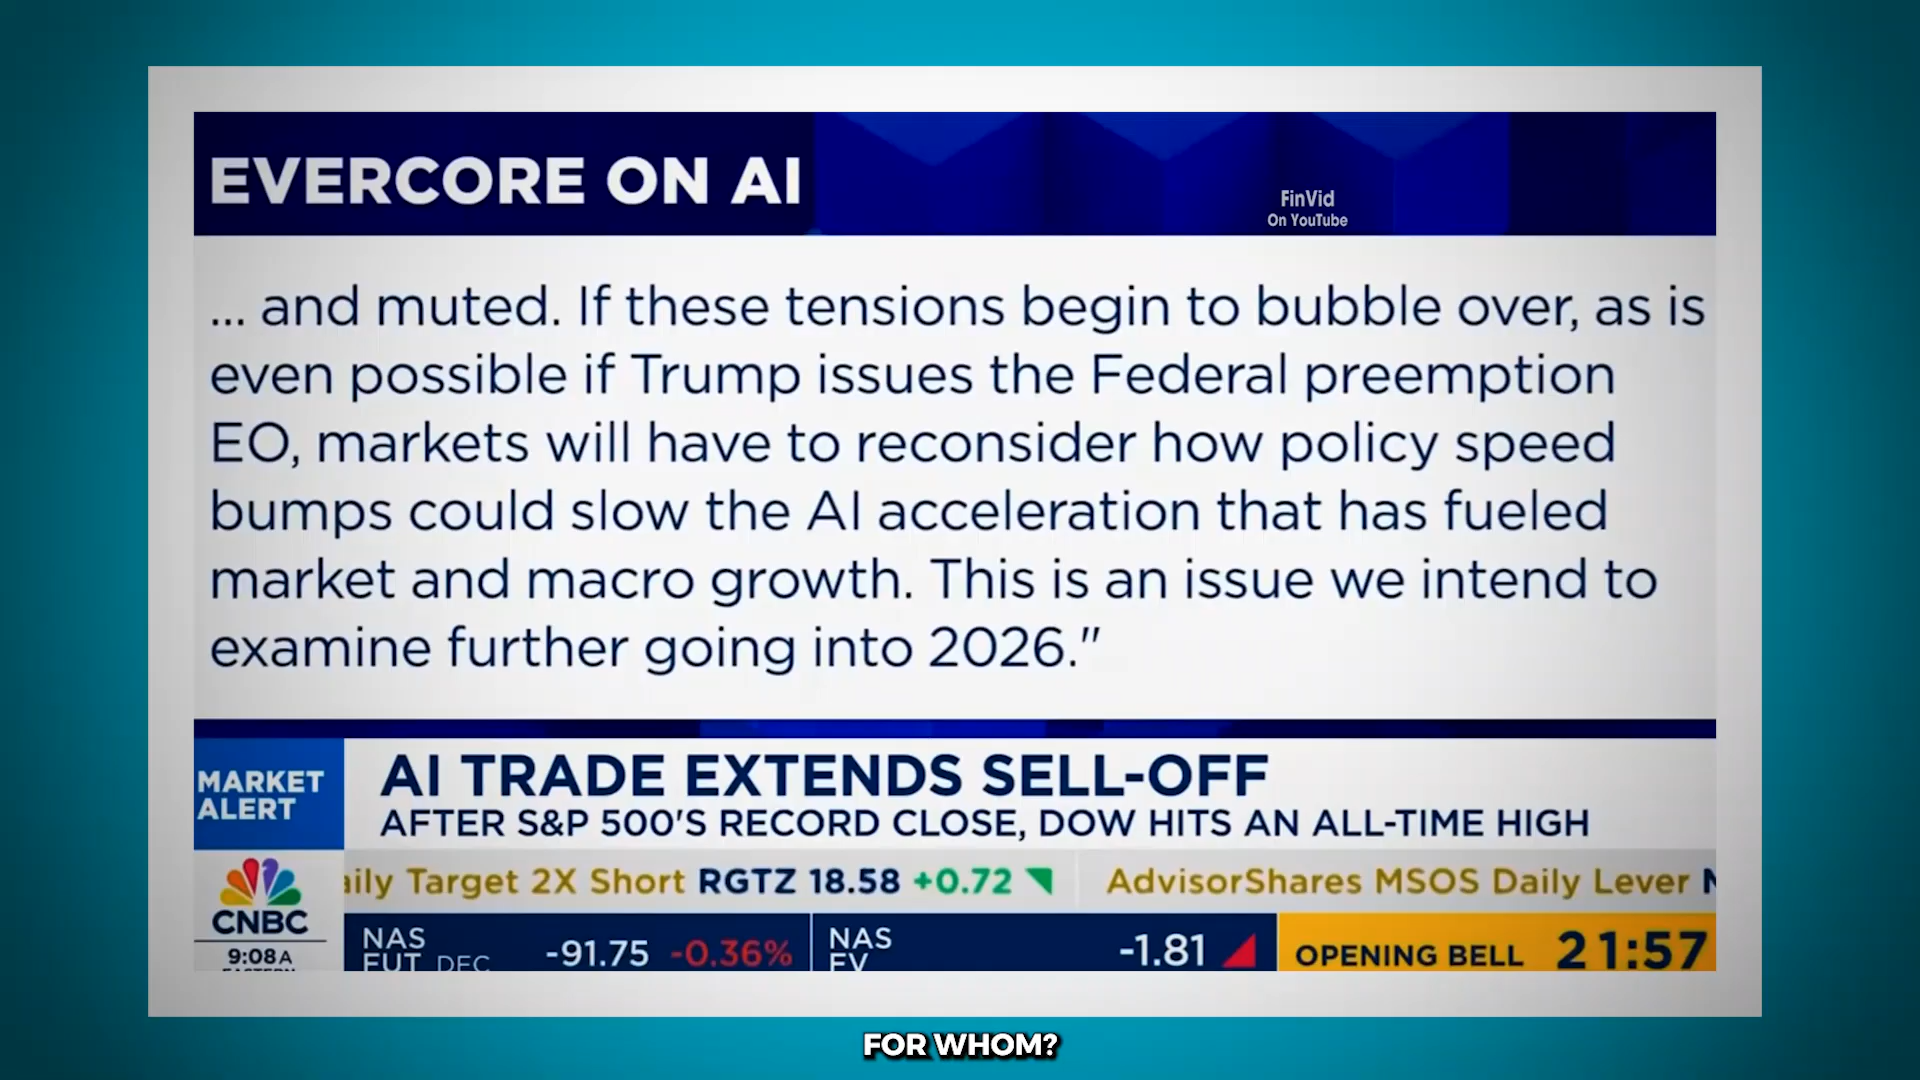 EVERCORE ON AI
FinVid
On YouTube
... and muted. If these tensions begin to bubble over, as is
even possible if Trump issues the Federal preemption
EO, markets will have to reconsider how policy speed
bumps could slow the AI acceleration that has fueled
market and macro growth. This is an issue we intend to
examine further going into 2026."
MARKET
ALERT
AI TRADE EXTENDS SELL-OFF
AFTER S&P 500'S RECORD CLOSE, DOW HITS AN ALL-TIME HIGH
aily Target 2X Short RGTZ 18.58 +0.72 AdvisorShares MSOS Daily Lever
CNBC
9:08A
EASTERN
NAS
FUT DEC -91.75 -0.36%
NAS
FV -1.81
OPENING BELL 21:57
FOR WHOM?